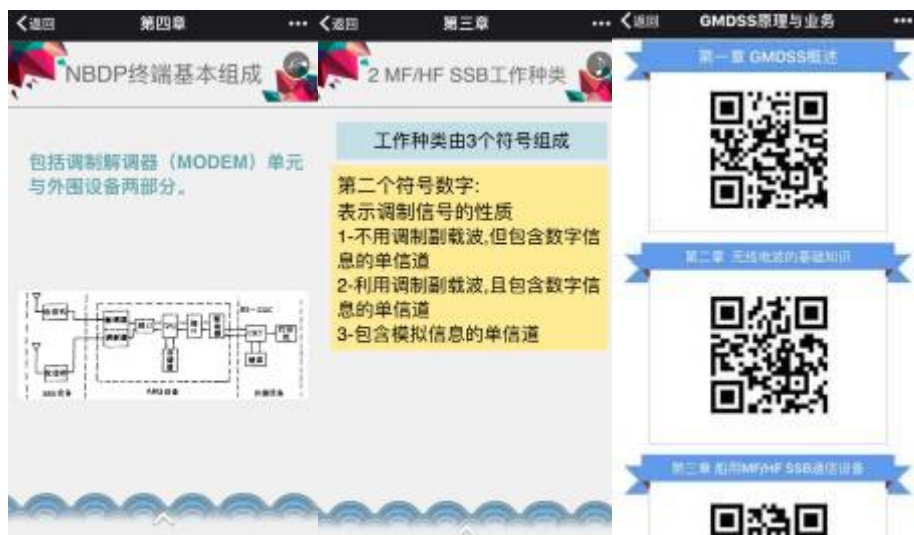 返回
第四章
NBDP终端基本组成
包括调制解调器（MODEM）单元
与外围设备两部分。
返回
第三章
2 MF/HF SSB工作种类
工作种类由3个符号组成
第二个符号数字:
表示调制信号的性质
1-不用调制副载波,但包含数字信
息的单信道
2-利用调制副载波,且包含数字信
息的单信道
3-包含模拟信息的单信道
返回
GMDSS原理与业务
第一章 GMDSS概述
第二章 无线电波的基础知识
第三章 船用MF/HF SSB通信设备